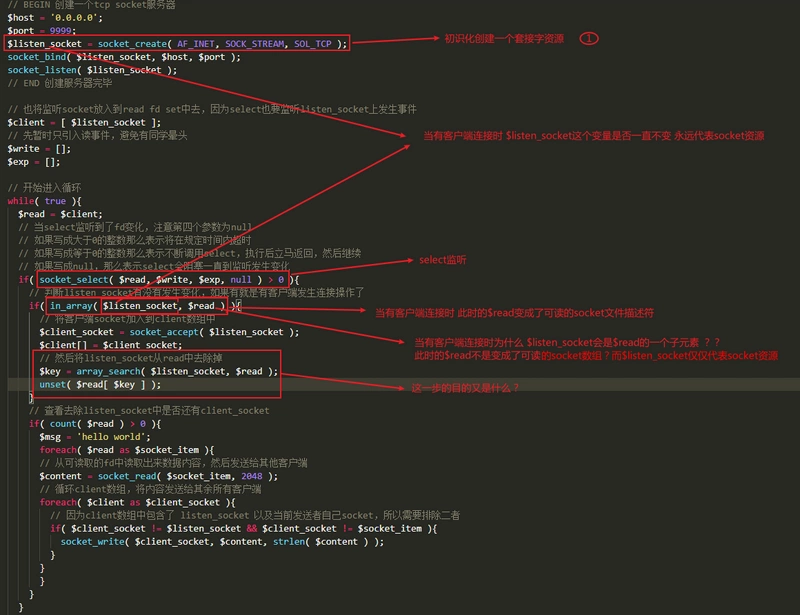 // BEGIN 创建一个tcp socket服务器
$host = '0.0.0.0';
$port = 9999;
$listen_socket = socket_create( AF_INET, SOCK_STREAM, SOL_TCP );
初识化创建一个套接字资源 1
socket_bind( $listen_socket, $host, $port );
socket_listen( $listen_socket );
// END 创建服务器完毕
// 也将监听socket放入到read fd set中去，因为select也要监听listen_socket上发生事件
$client = [ $listen_socket ];
// 先暂时只引入读事件，避免有同学晕头
当有客户端连接时 $listen_socket这个变量是否一直不变 永远代表socket资源
$write = [];
$exp = [];
// 开始进入循环
while( true ){
$read = $client;
// 当select监听到了fd变化，注意第四个参数为null
// 如果写成大于0的整数那么表示将在规定时间内超时
// 如果写成等于0的整数那么表示不断调用select，执行后立马返回，然后继续
// 如果写成null，那么表示select会阻塞一直到监听发生变化
select监听
if( socket_select( $read, $write, $exp, null ) > 0 ){
// 判断listen_socket有没有发生变化，如果有就是有客户端发生连接操作了
if( in_array( $listen_socket, $read ) ){
当有客户端连接时 此时的$read变成了可读的socket文件描述符
// 将客户端socket加入到client数组中
$client_socket = socket_accept( $listen_socket );
$client[] = $client_socket;
当有客户端连接时为什么 $listen_socket会是$read的一个子元素 ？？
此时的$read不是变成了可读的socket数组？而$listen_socket仅仅代表socket资源
// 然后将listen_socket从read中去除掉
$key = array_search( $listen_socket, $read );
unset( $read[ $key ] );
这一步的目的又是什么？
}
// 查看去除listen_socket中是否还有client_socket
if( count( $read ) > 0 ){
$msg = 'hello world';
foreach( $read as $socket_item ){
// 从可读取的fd中读取出来数据内容，然后发送给其他客户端
$content = socket_read( $socket_item, 2048 );
// 循环client数组，将内容发送给其余所有客户端
foreach( $client as $client_socket ){
// 因为client数组中包含了 listen_socket 以及当前发送者自己socket，所以需要排除二者
if( $client_socket != $listen_socket && $client_socket != $socket_item ){
socket_write( $client_socket, $content, strlen( $content ) );
}
}
}
}
}